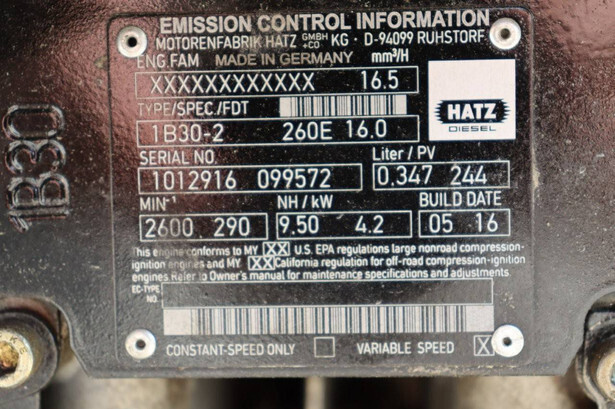 EMISSION CONTROL INFORMATION
MOTORENFABRIK HATZ GMBH +CO KG · D-94099 RUHSTORF
ENG.FAM MADE IN GERMANY mm³/H
XXXXXXXXXXXX 16.5
TYPE/SPEC./FDT
1B30-2 260E 16.0
HATZ
DIESEL
SERIAL NO. Liter / PV
1012916 099572 0.347 244
MIN⁻¹ NH / kW BUILD DATE
2600 290 9.50 4.2 05 16
This engine conforms to MY XX U.S. EPA regulations large nonroad compression-
ignition engines and MY XX California regulation for off-road compression-ignition
engines Refer to Owner's manual for maintenance specifications and adjustments
EC-TYPE
NO.
CONSTANT-SPEED ONLY VARIABLE SPEED X
1B30